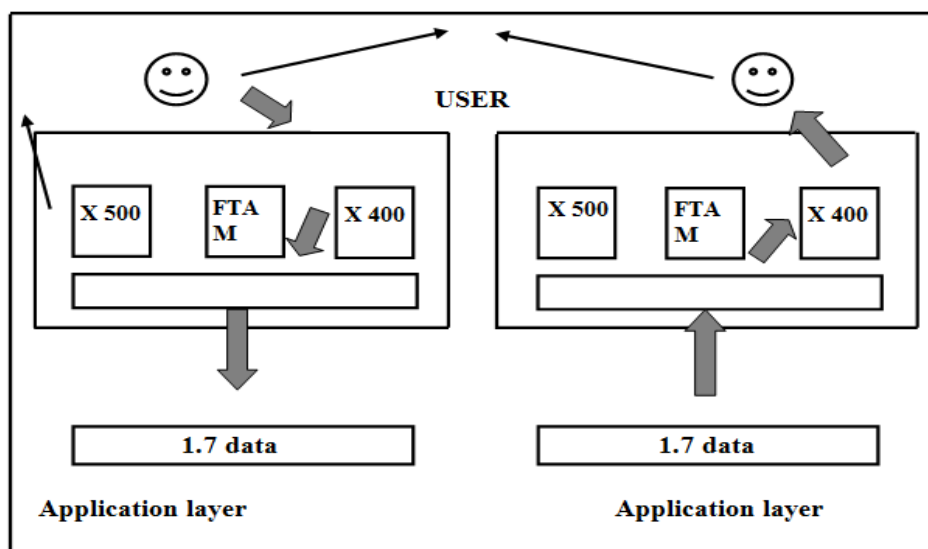 USER
X 500
FTA
M
X 400
X 500
FTA
M
X 400
1.7 data
1.7 data
Application layer
Application layer